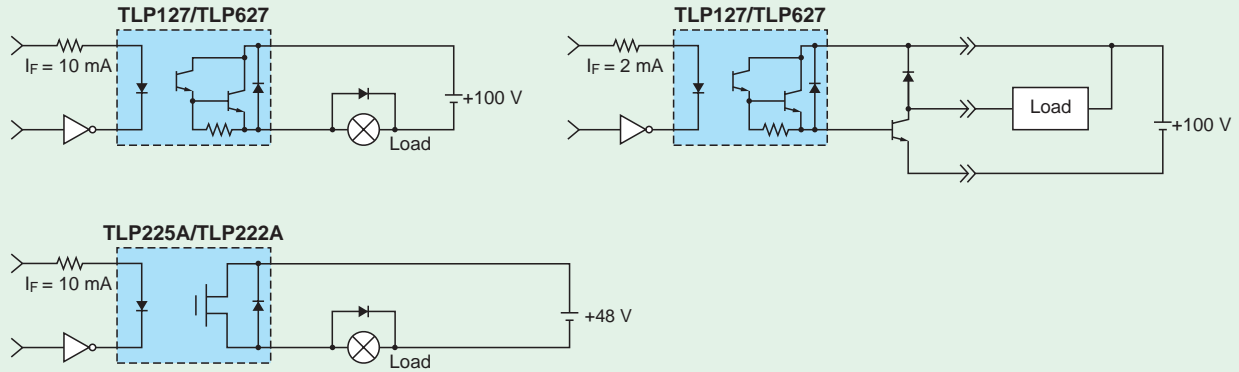 TLP127/TLP627
IF = 10 mA
+100 V
Load
TLP127/TLP627
IF = 2 mA
Load
+100 V
TLP225A/TLP222A
IF = 10 mA
+48 V
Load